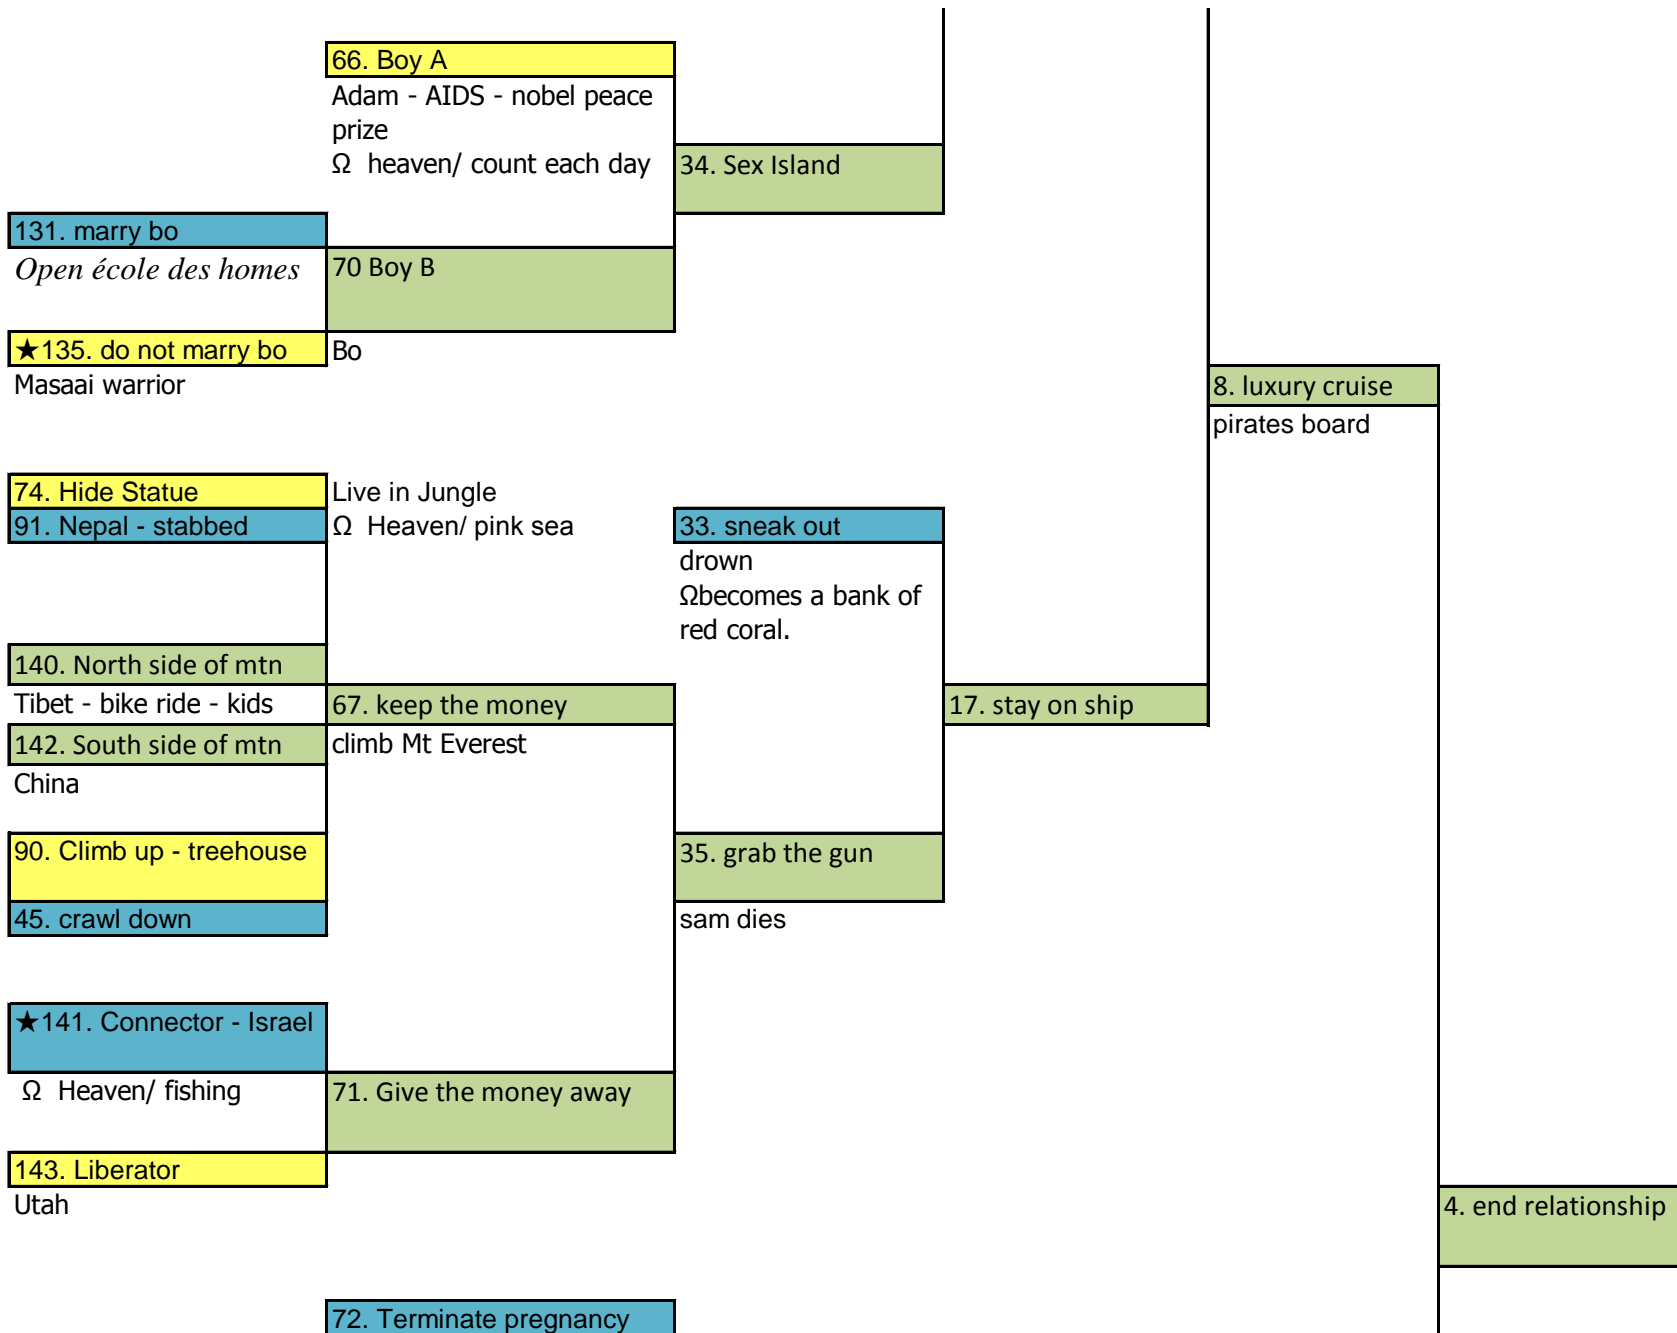 66. Boy A
Adam - AIDS - nobel peace
prize
Ω heaven/ count each day
34. Sex Island
131. marry bo
Open école des homes
70 Boy B
★135. do not marry bo
Bo
Masaai warrior
8. luxury cruise
pirates board
74. Hide Statue
Live in Jungle
91. Nepal - stabbed
Ω Heaven/ pink sea
33. sneak out
drown
Ωbecomes a bank of
red coral.
140. North side of mtn
Tibet - bike ride - kids
67. keep the money
17. stay on ship
142. South side of mtn
climb Mt Everest
China
90. Climb up - treehouse
35. grab the gun
45. crawl down
sam dies
★141. Connector - Israel
Ω Heaven/ fishing
71. Give the money away
143. Liberator
Utah
4. end relationship
72. Terminate pregnancy